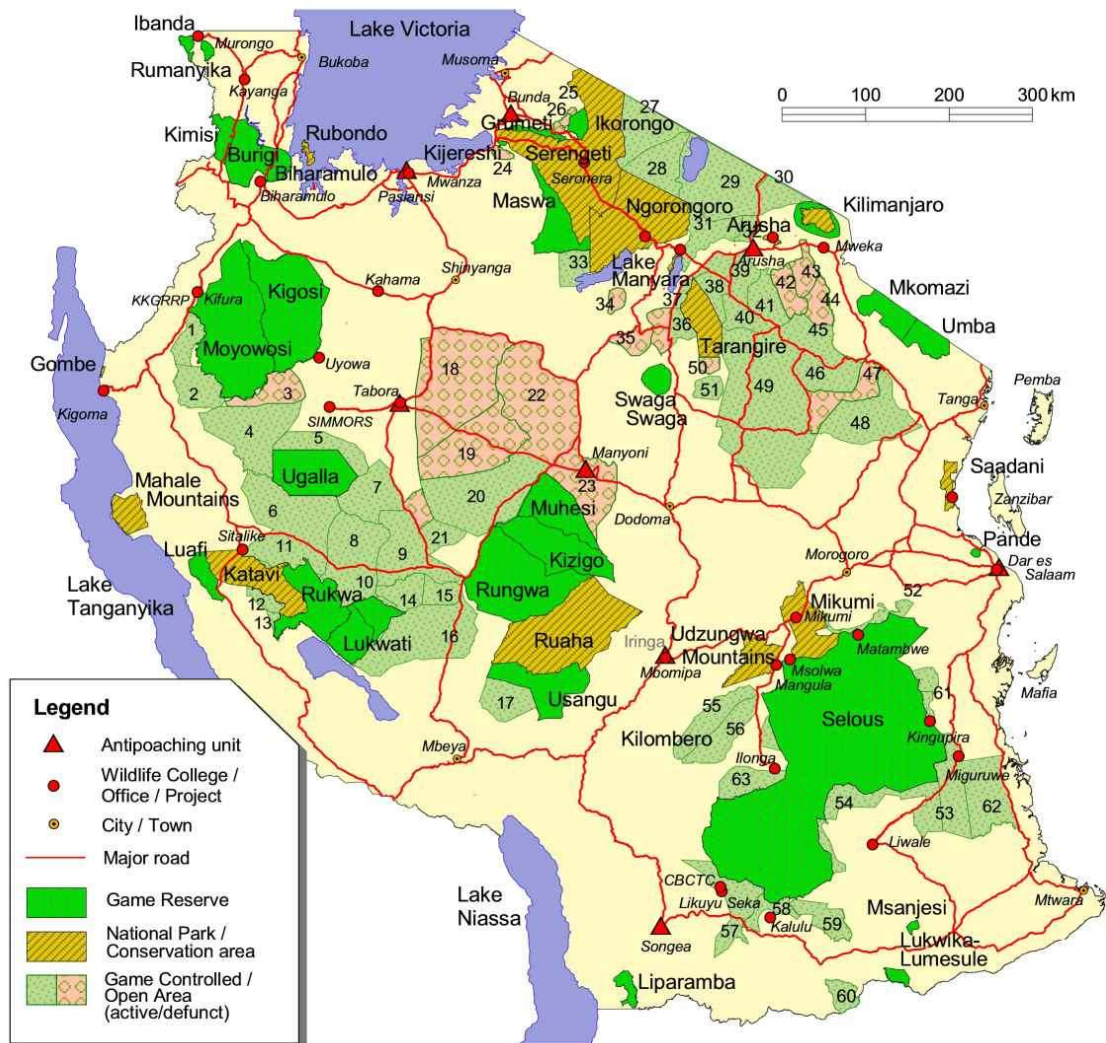 Ibanda
Murongo
Rumanyika
Kayanga
Bukoba
Lake Victoria
Musoma
Bunda
25
26
Grumeti
Ikorongo
27
0 100 200 300 km
Kimisi
Burigi
Rubondo
Biharamulo
Biharamulo
Kijereshi
Mwanza
Pasiansi
24
Serengeti
Seronera
28
29
30
Maswa
Ngorongoro
31
32
Arusha
Arusha
Kilimanjaro
Mweka
33
Lake
Manyara
Shinyanga
Kahama
KKGRRP
Kifura
Kigosi
Moyowosi
34
35
36
37
38
39
40
41
42
43
44
45
Mkomazi
Umba
Tarangire
1
2
3
Uyowa
Gombe
Kigoma
Tabora
SIMMORS
18
22
19
Swaga
Swaga
50
51
49
46
47
48
Tanga
Pemba
4
5
Ugalla
7
20
Manyoni
23
Muhesi
Dodoma
Saadani
Zanzibar
Mahale
Mountains
6
Sitalike
11
8
9
21
Kizigo
Rungwa
Morogoro
Pande
Dar es
Salaam
52
Luafi
Katavi
Lake
Tanganyika
12
13
Rukwa
10
14
15
Lukwati
16
Ruaha
Iringa
Mbomipa
Udzungwa
Mountains
Mikumi
Mikumi
Msolwa
Mangula
Matambwe
Mafia
17
Usangu
55
56
Kilombero
Selous
61
Kingupira
Miguruwe
Mbeya
Ilonga
63
54
53
62
Liwale
Lake
Niassa
CBCTC
Likuyu Seka
58
Kalulu
59
57
Songea
Msanjesi
Mtwara
Lukwika-
Lumesule
Liparamba
60
Legend
Antipoaching unit
Wildlife College /
Office / Project
City / Town
Major road
Game Reserve
National Park /
Conservation area
Game Controlled /
Open Area
(active/defunct)